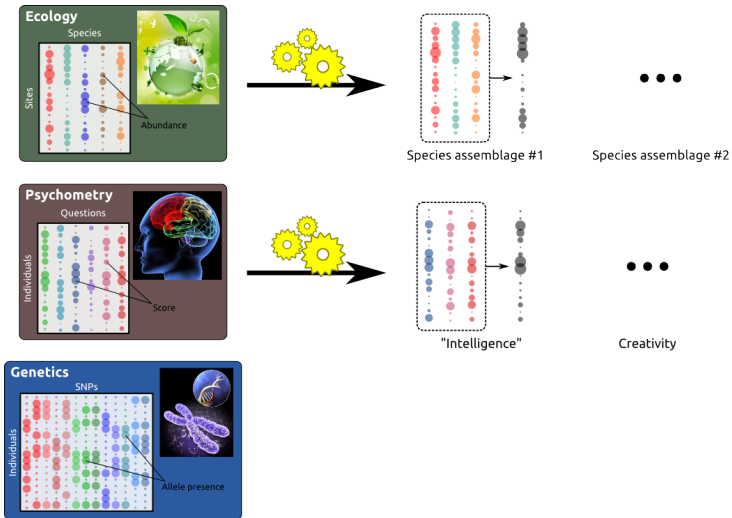 Ecology
Species
Sites
Abundance
Species assemblage #1
Species assemblage #2
Psychometry
Questions
Individuals
Score
"Intelligence"
Creativity
Genetics
SNPs
Individuals
Allele presence